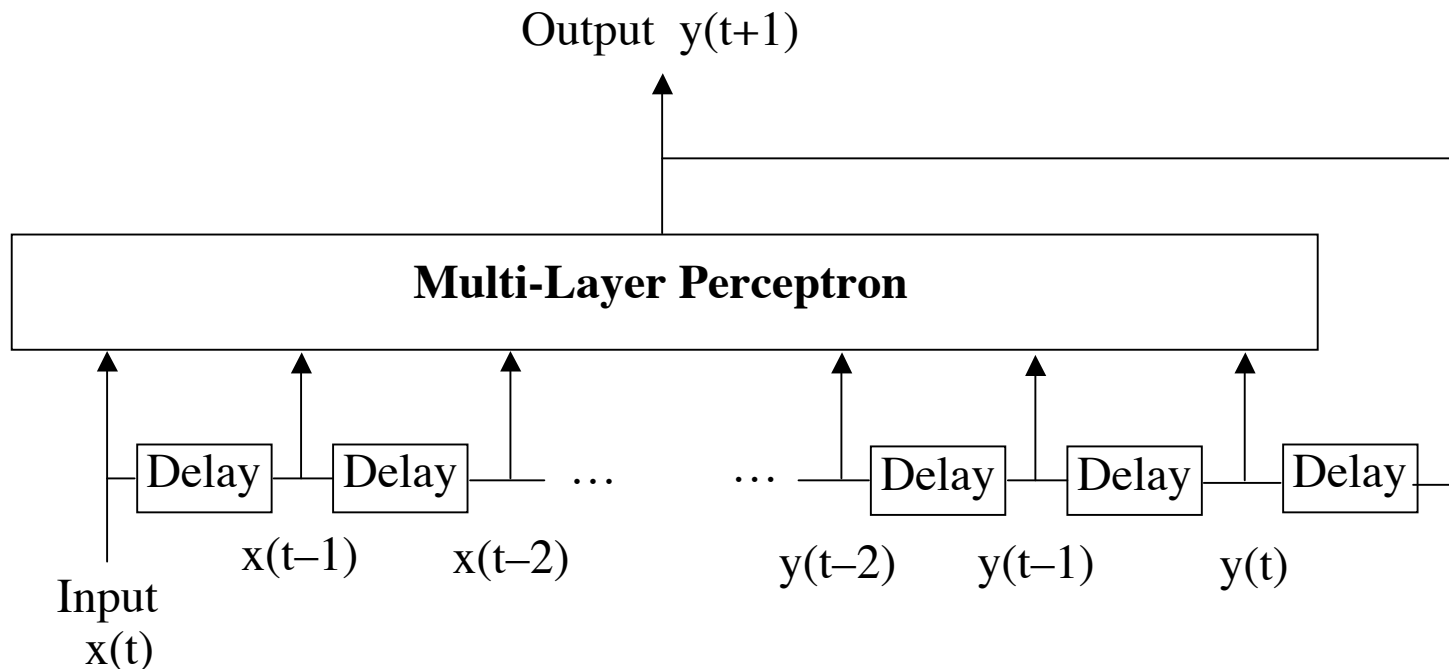 Output y(t+1)
Multi-Layer Perceptron
Delay Delay … … Delay Delay Delay
x(t–1) x(t–2) y(t–2) y(t–1) y(t)
Input
x(t)